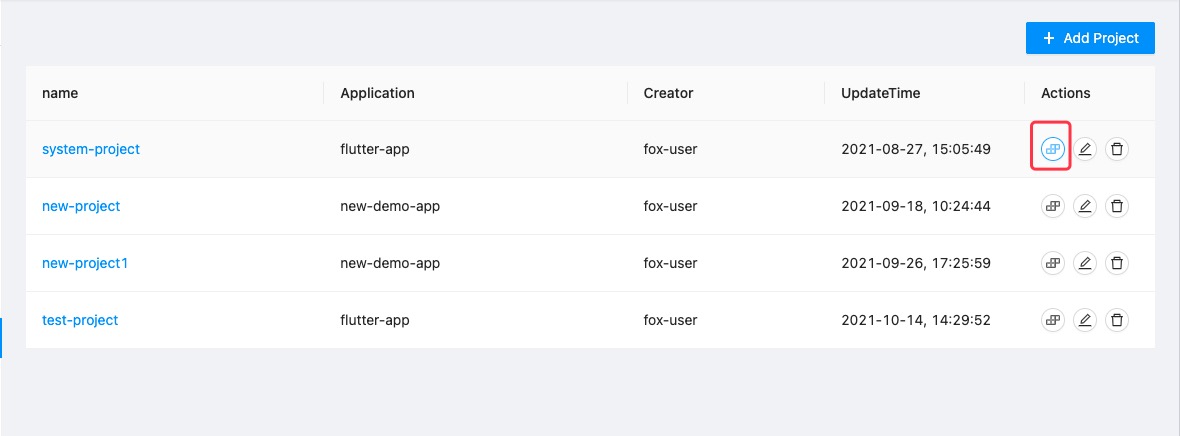 + Add Project
name Application Creator UpdateTime Actions
system-project flutter-app fox-user 2021-08-27, 15:05:49
new-project new-demo-app fox-user 2021-09-18, 10:24:44
new-project1 new-demo-app fox-user 2021-09-26, 17:25:59
test-project flutter-app fox-user 2021-10-14, 14:29:52